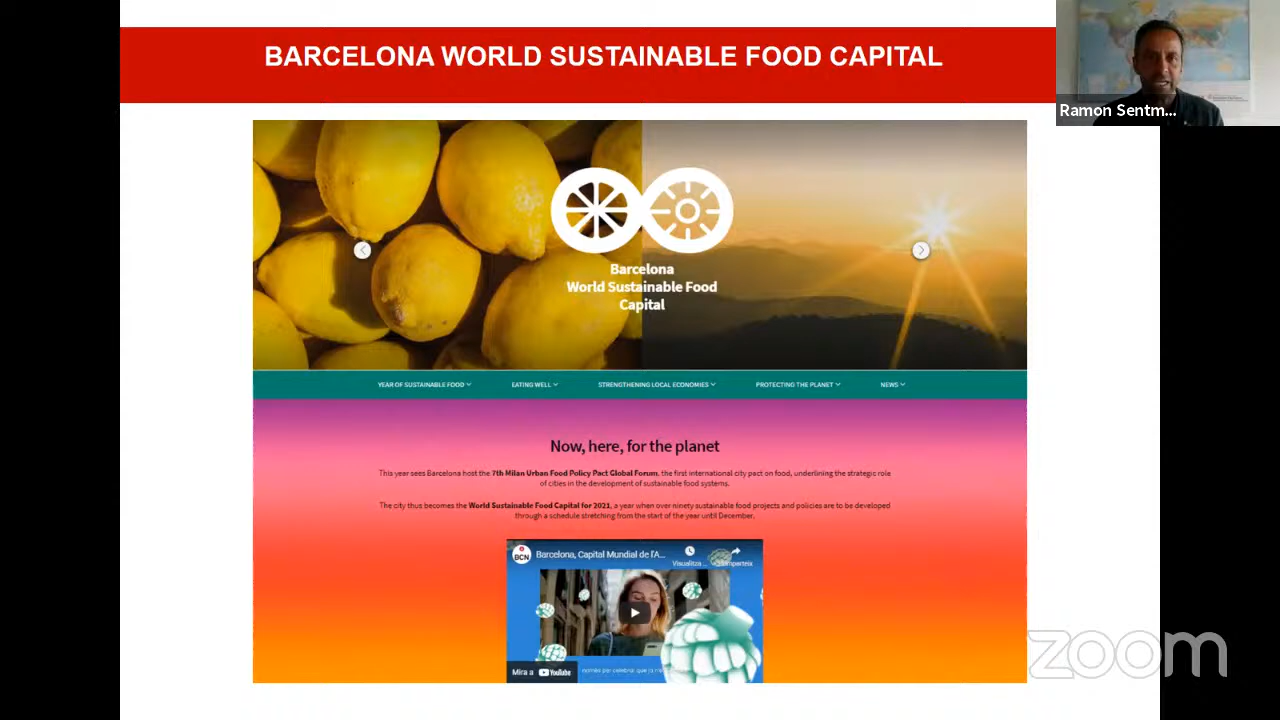 BARCELONA WORLD SUSTAINABLE FOOD CAPITAL
Ramon Sentm...
Barcelona
World Sustainable Food
Capital
YEAR OF SUSTAINABLE FOOD
EATING WELL
STRENGTHENING LOCAL ECONOMIES
PROTECTING THE PLANET
NEWS
Now, here, for the planet
This year sees Barcelona host the 7th Milan Urban Food Policy Pact Global Forum, the first international city pact on food, underlining the strategic role
of cities in the development of sustainable food systems.
The city thus becomes the World Sustainable Food Capital for 2021, a year when over ninety sustainable food projects and policies are to be developed
through a schedule stretching from the start of the year until December.
BCN
Barcelona, Capital Mundial de l'A...
Visualitza ...
Comparteix
Mira a YouTube
zoom